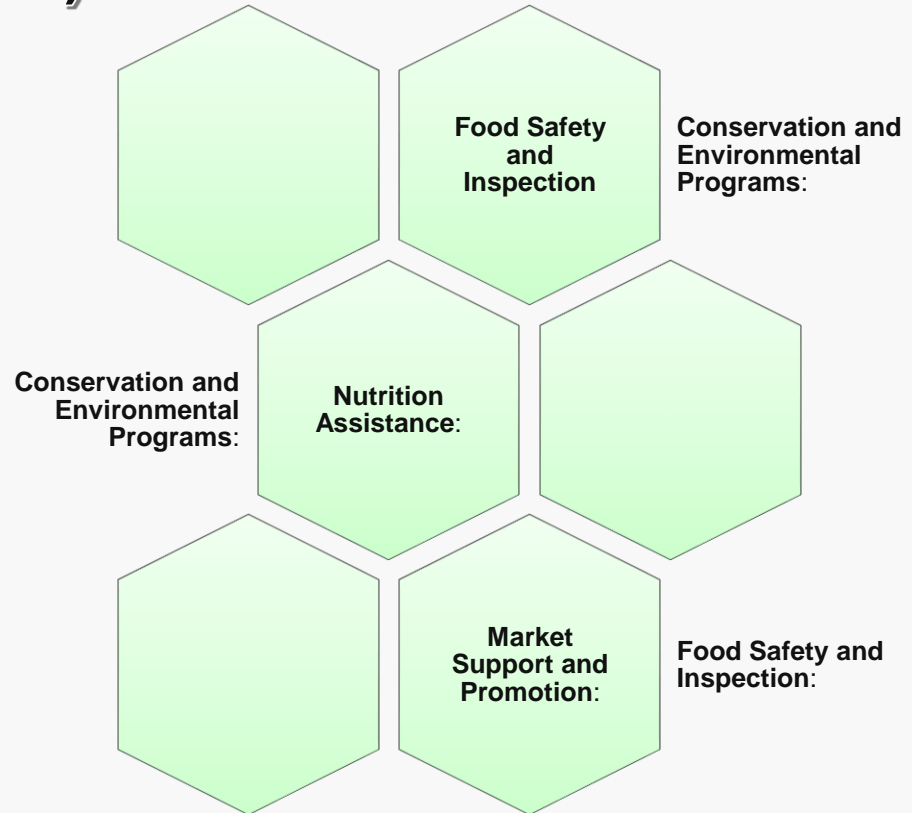 Food Safety
and
Inspection
Conservation and
Environmental
Programs:
Conservation and
Environmental
Programs:
Nutrition
Assistance:
Market
Support and
Promotion:
Food Safety and
Inspection: